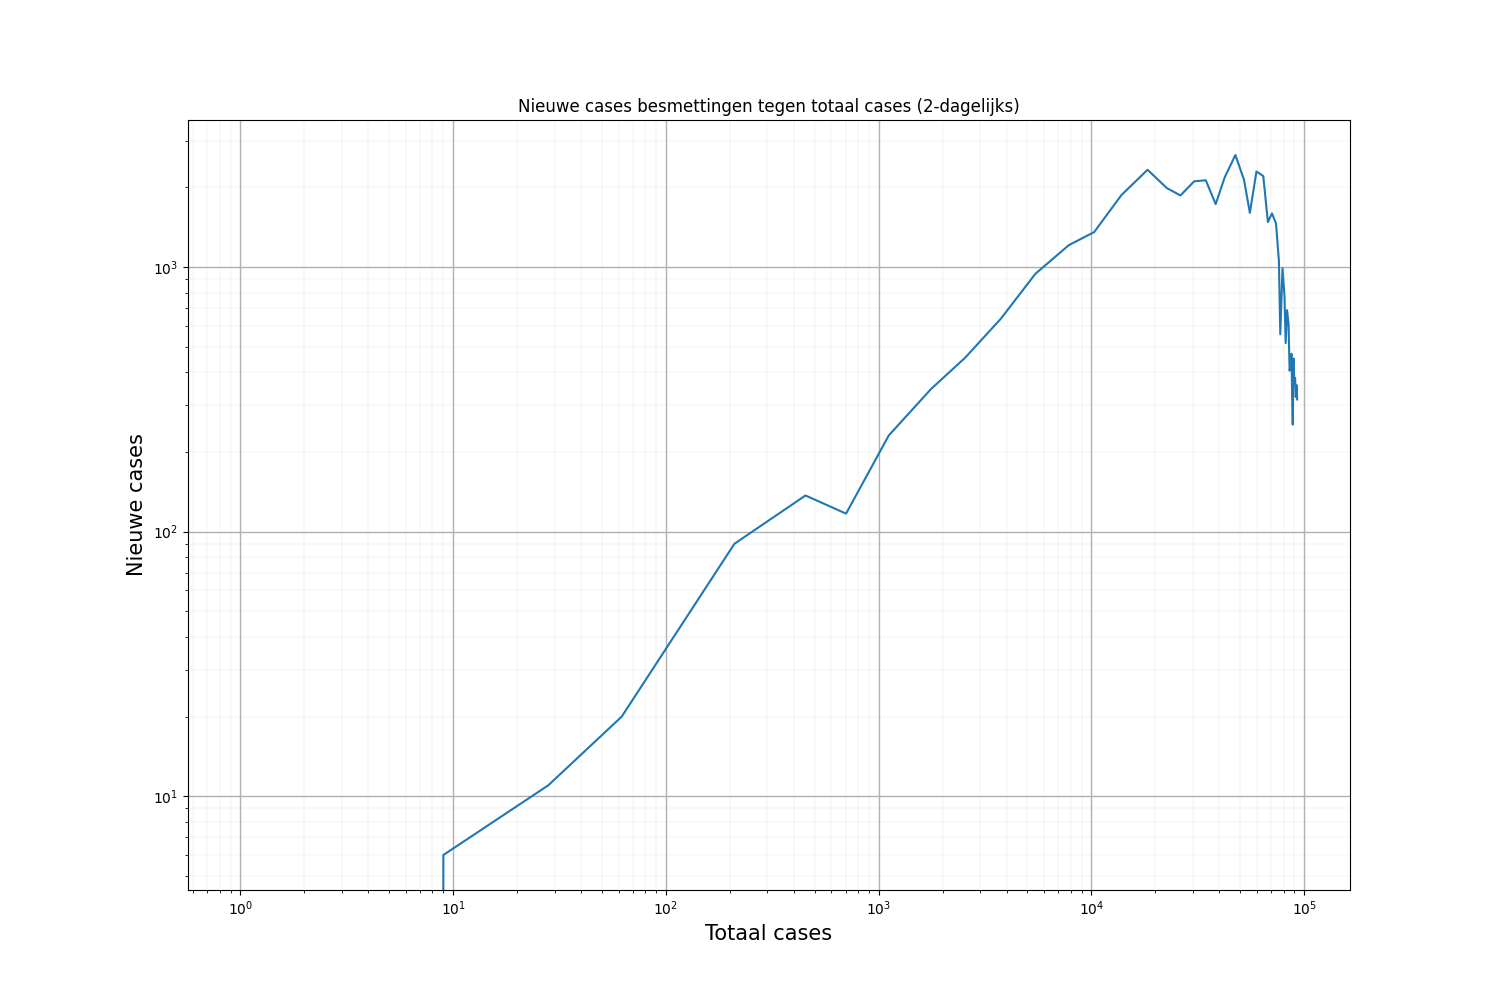 Nieuwe cases besmettingen tegen totaal cases (2-dagelijks)
10³
10²
10¹
Nieuwe cases
10⁰ 10¹ 10² 10³ 10⁴ 10⁵
Totaal cases